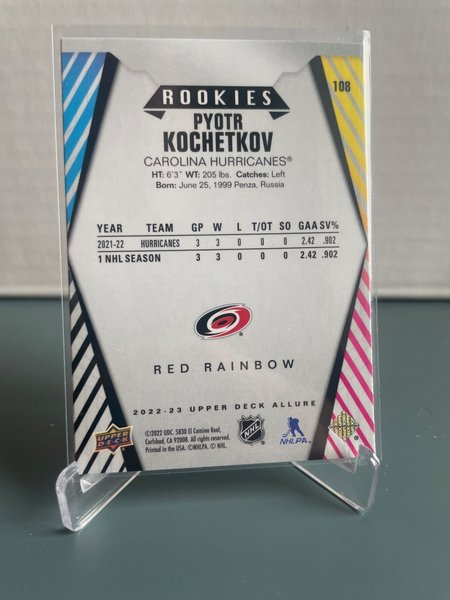 108
ROOKIES
PYOTR
KOCHETKOV
CAROLINA HURRICANES®
HT: 6'3" WT: 205 lbs. Catches: Left
Born: June 25, 1999 Penza, Russia
YEAR TEAM GP W L T/OT SO GAA SV%
2021-22 HURRICANES 3 3 0 0 0 2.42 .902
1 NHL SEASON 3 3 0 0 0 2.42 .902
RED RAINBOW
2022-23 UPPER DECK ALLURE
©2022 UDC. 5830 El Camino Real,
Carlsbad, CA 92008. All rights reserved.
Printed in the USA. ©NHLPA. © NHL
UPPER DECK
NHL
NHLPA